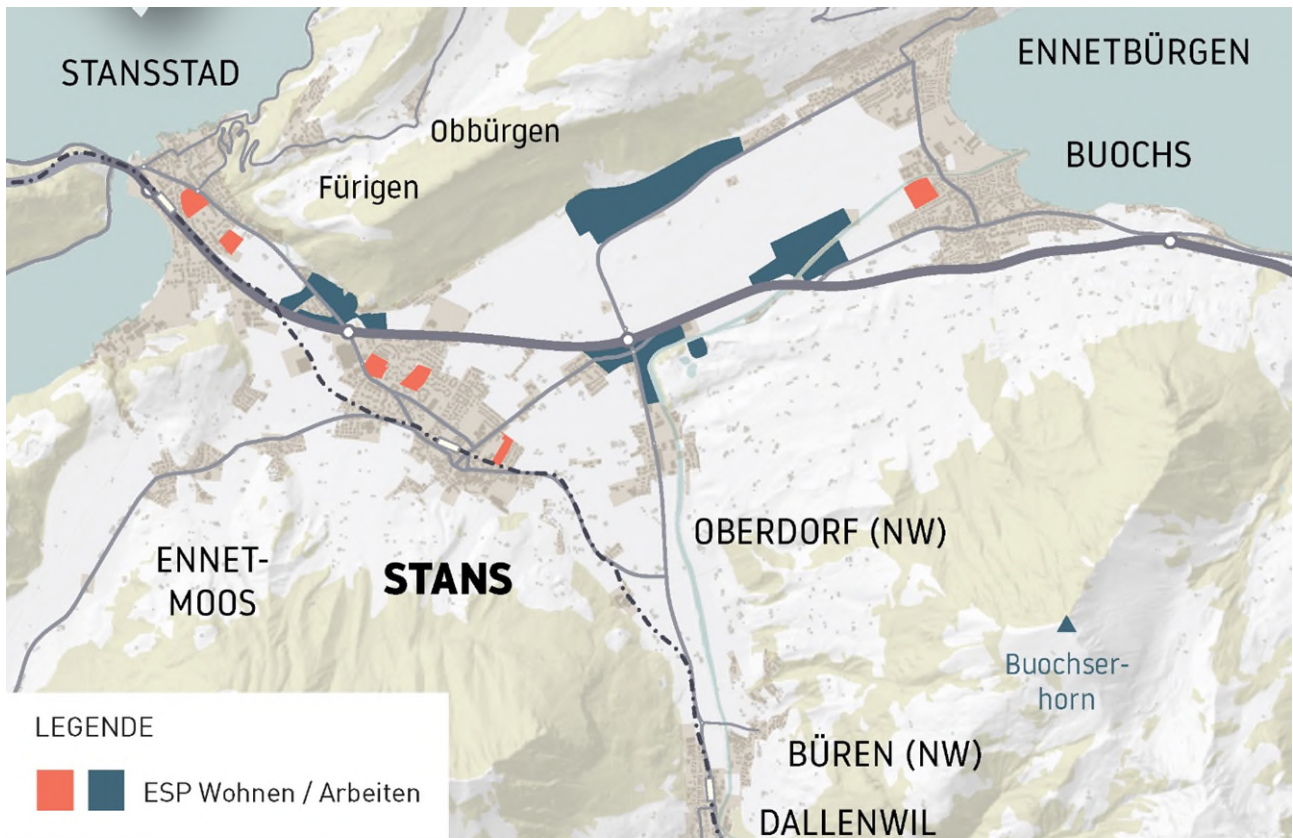 STANSSTAD
ENNETBÜRGEN
Obbürgen
BUOCHS
Fürigen
OBERDORF (NW)
ENNET-
MOOS
STANS
Buochser-
horn
BÜREN (NW)
DALLENWIL
LEGENDE
ESP Wohnen / Arbeiten